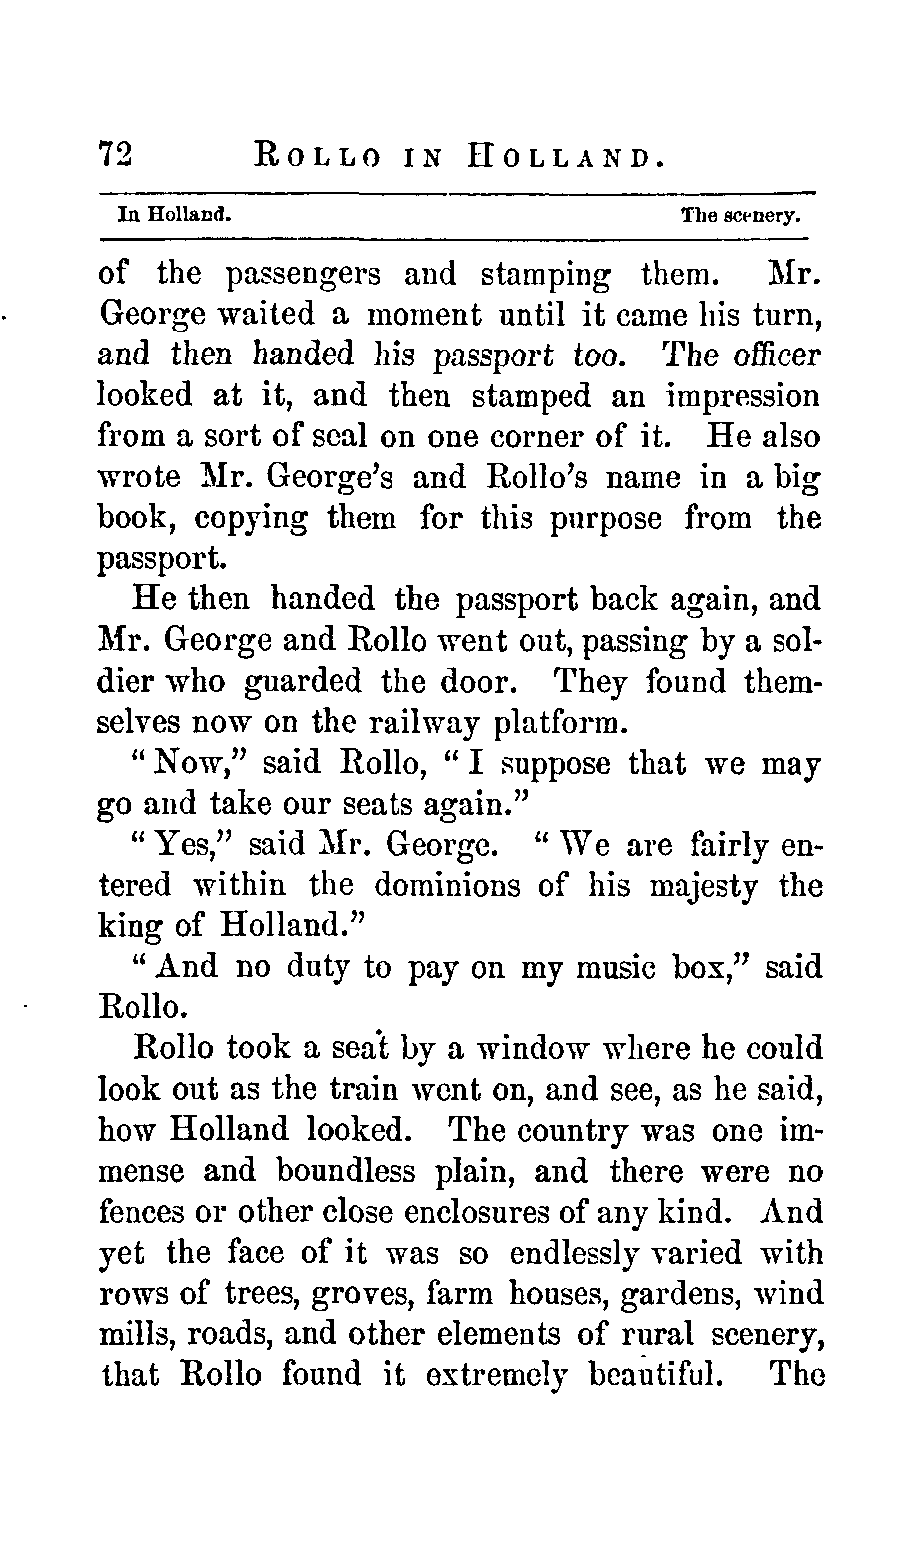 72 ROLLO IN HOLLAND.
In Holland. The scenery.
of the passengers and stamping them. Mr.
George waited a moment until it came his turn,
and then handed his passport too. The officer
looked at it, and then stamped an impression
from a sort of seal on one corner of it. He also
wrote Mr. George's and Rollo's name in a big
book, copying them for this purpose from the
passport.
He then handed the passport back again, and
Mr. George and Rollo went out, passing by a sol-
dier who guarded the door. They found them-
selves now on the railway platform.
"Now," said Rollo, "I suppose that we may
go and take our seats again."
"Yes," said Mr. George. "We are fairly en-
tered within the dominions of his majesty the
king of Holland."
"And no duty to pay on my music box," said
Rollo.
Rollo took a seat by a window where he could
look out as the train went on, and see, as he said,
how Holland looked. The country was one im-
mense and boundless plain, and there were no
fences or other close enclosures of any kind. And
yet the face of it was so endlessly varied with
rows of trees, groves, farm houses, gardens, wind
mills, roads, and other elements of rural scenery,
that Rollo found it extremely beautiful. The